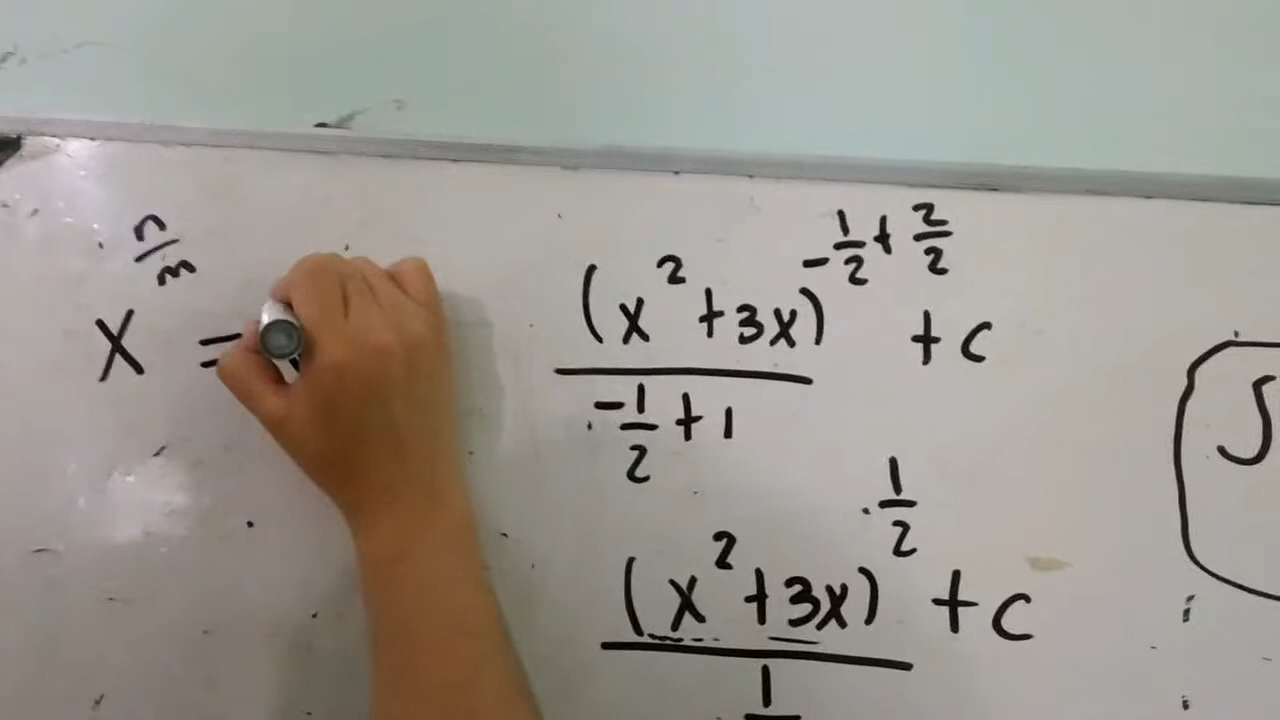 x^(n/m) =
(x² + 3x)^(-1/2 + 2/2) + c
-1/2 + 1
(x² + 3x)^(1/2) + c
1
∫